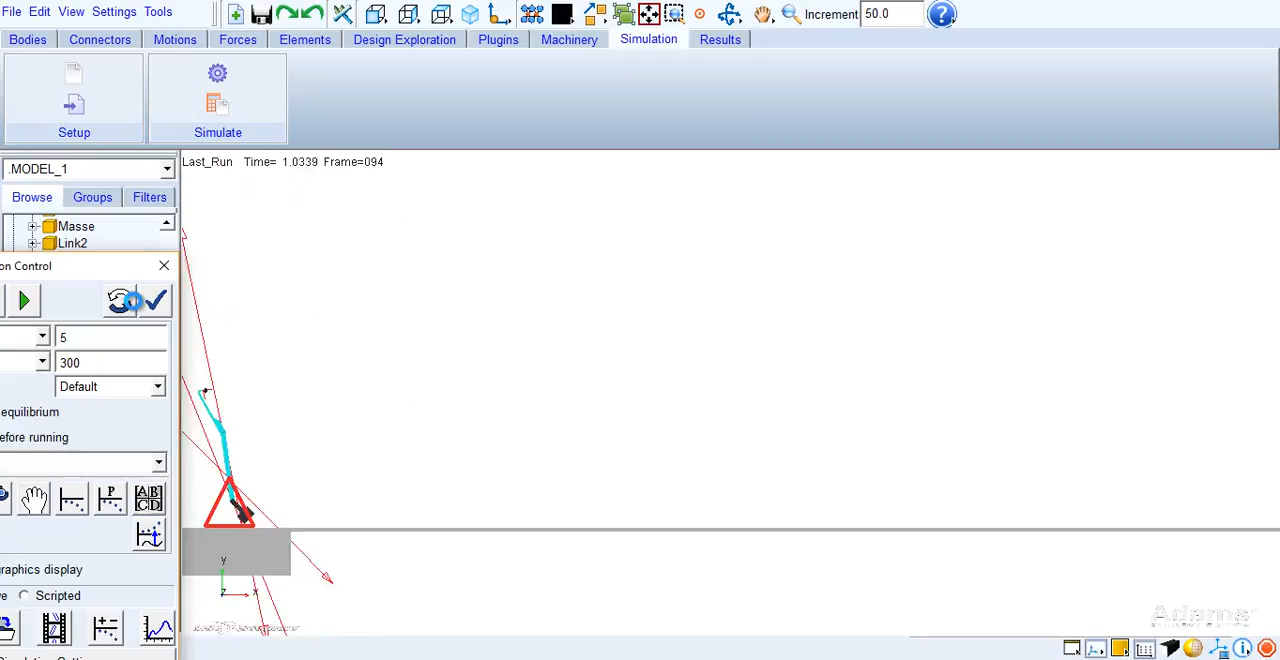 File Edit View Settings Tools
Increment 50.0
Bodies Connectors Motions Forces Elements Design Exploration Plugins Machinery Simulation Results
Setup Simulate
.MODEL_1
Last_Run Time= 1.0339 Frame=094
Browse Groups Filters
Masse
Link2
on Control
5
300
Default
equilibrium
efore running
P
A B
C D
raphics display
ve Scripted
y
z x
Adams